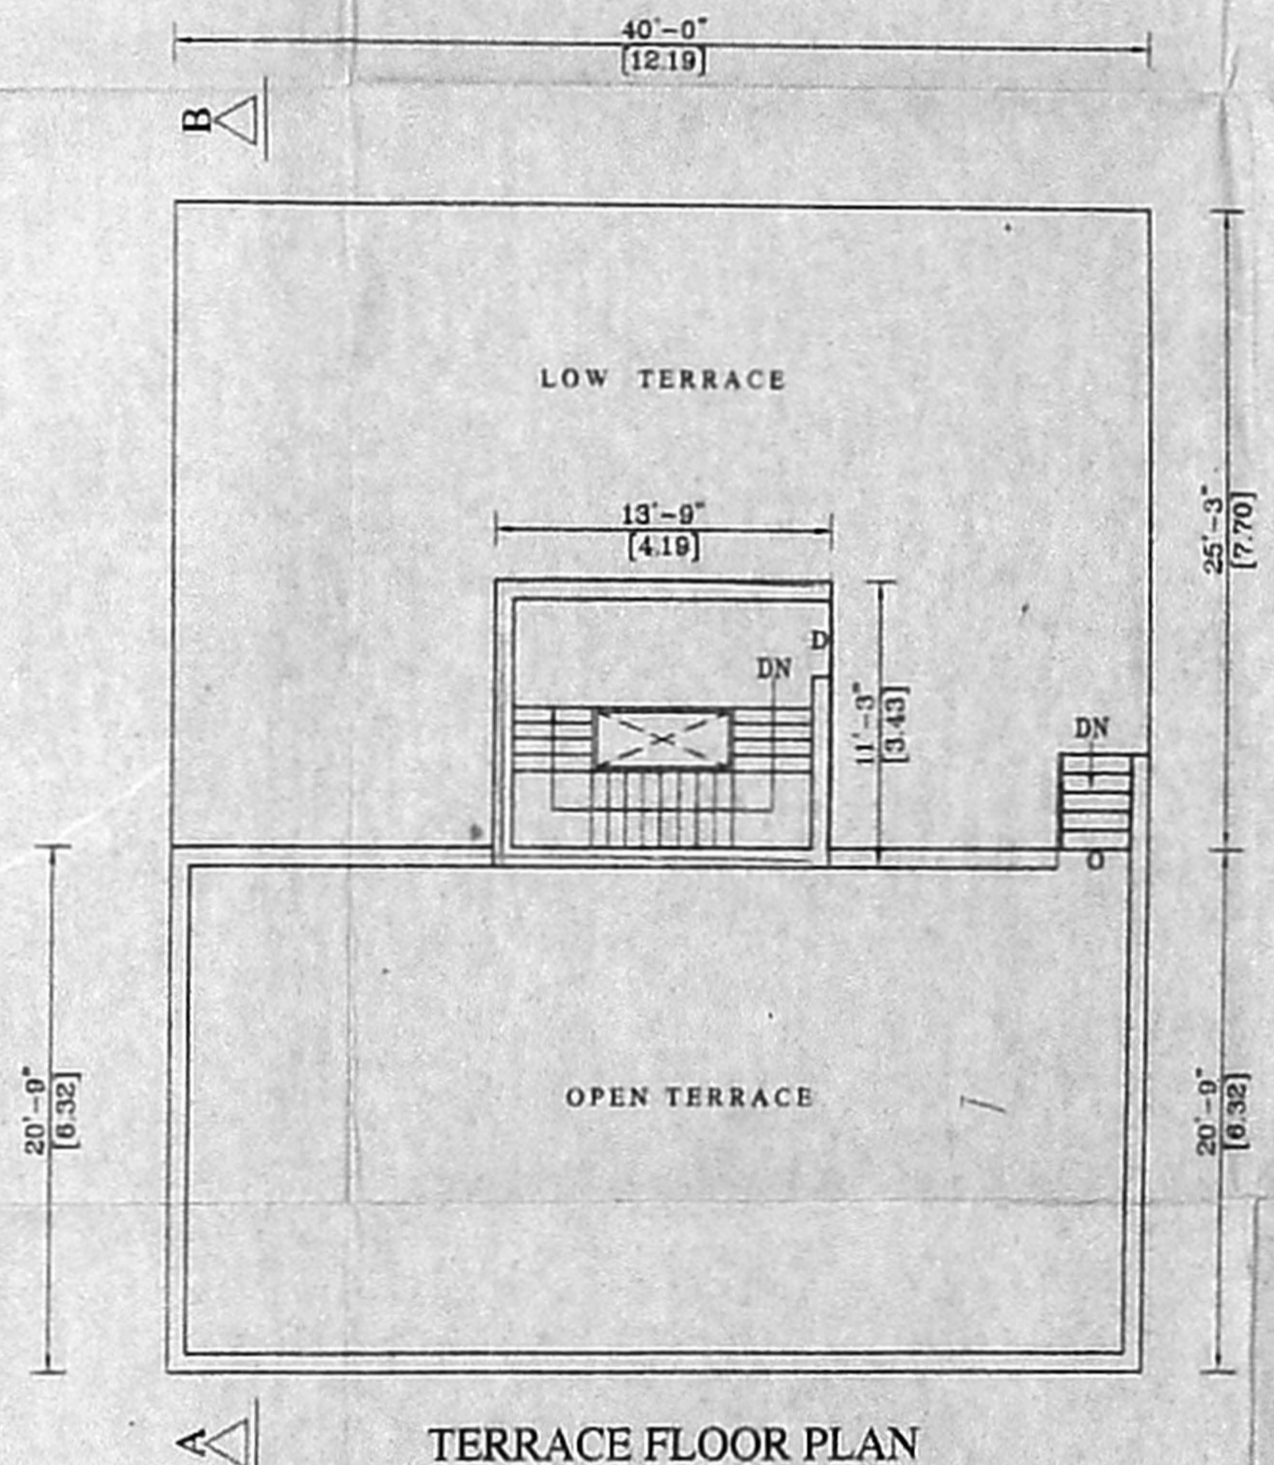 40'-0"
[12.19]
B
LOW TERRACE
13'-9"
[4.19]
25'-3"
[7.70]
D
DN
11'-3"
[3.43]
DN
O
20'-9"
[6.32]
OPEN TERRACE
20'-9"
[6.32]
A
TERRACE FLOOR PLAN